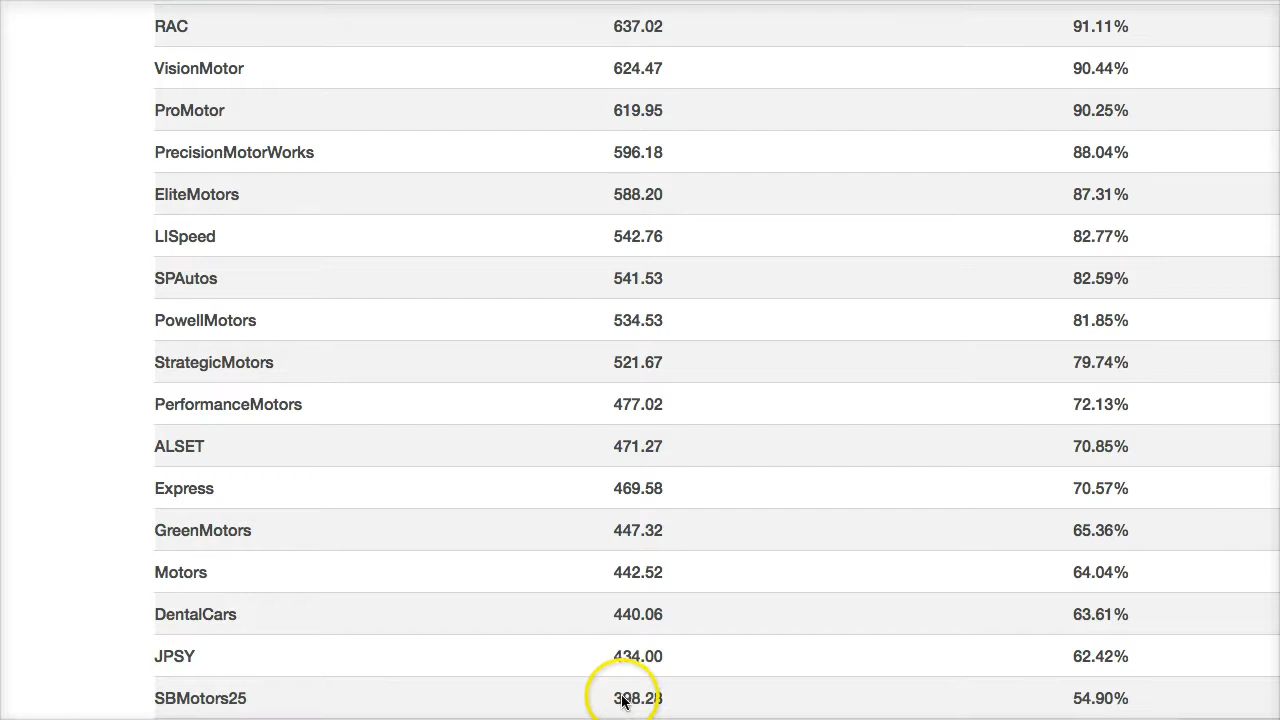 RAC 637.02 91.11%
VisionMotor 624.47 90.44%
ProMotor 619.95 90.25%
PrecisionMotorWorks 596.18 88.04%
EliteMotors 588.20 87.31%
LISpeed 542.76 82.77%
SPAutos 541.53 82.59%
PowellMotors 534.53 81.85%
StrategicMotors 521.67 79.74%
PerformanceMotors 477.02 72.13%
ALSET 471.27 70.85%
Express 469.58 70.57%
GreenMotors 447.32 65.36%
Motors 442.52 64.04%
DentalCars 440.06 63.61%
JPSY 434.00 62.42%
SBMotors25 398.28 54.90%